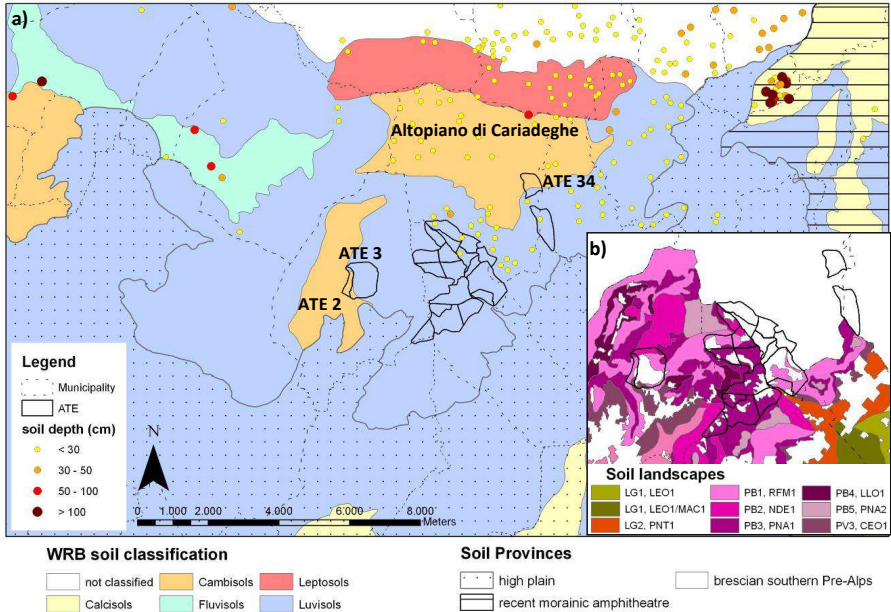 a)
Altopiano di Cariadeghe
ATE 34
ATE 3
ATE 2
b)
Legend
Municipality
ATE
soil depth (cm)
< 30
30 - 50
50 - 100
> 100
N
0 1.000 2.000 4.000 6.000 8.000
Meters
Soil landscapes
LG1, LEO1
LG1, LEO1/MAC1
LG2, PNT1
PB1, RFM1
PB2, NDE1
PB3, PNA1
PB4, LLO1
PB5, PNA2
PV3, CEO1
WRB soil classification
not classified
Cambisols
Leptosols
Calcisols
Fluvisols
Luvisols
Soil Provinces
high plain
brescian southern Pre-Alps
recent morainic amphitheatre